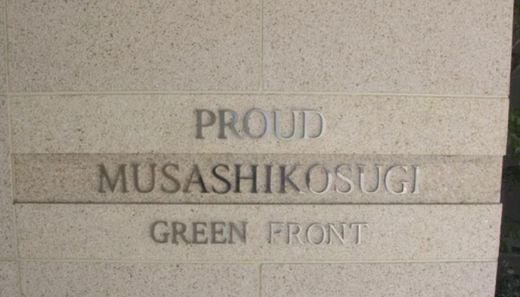 PROUD
MUSASHIKOSUGI
GREEN FRONT